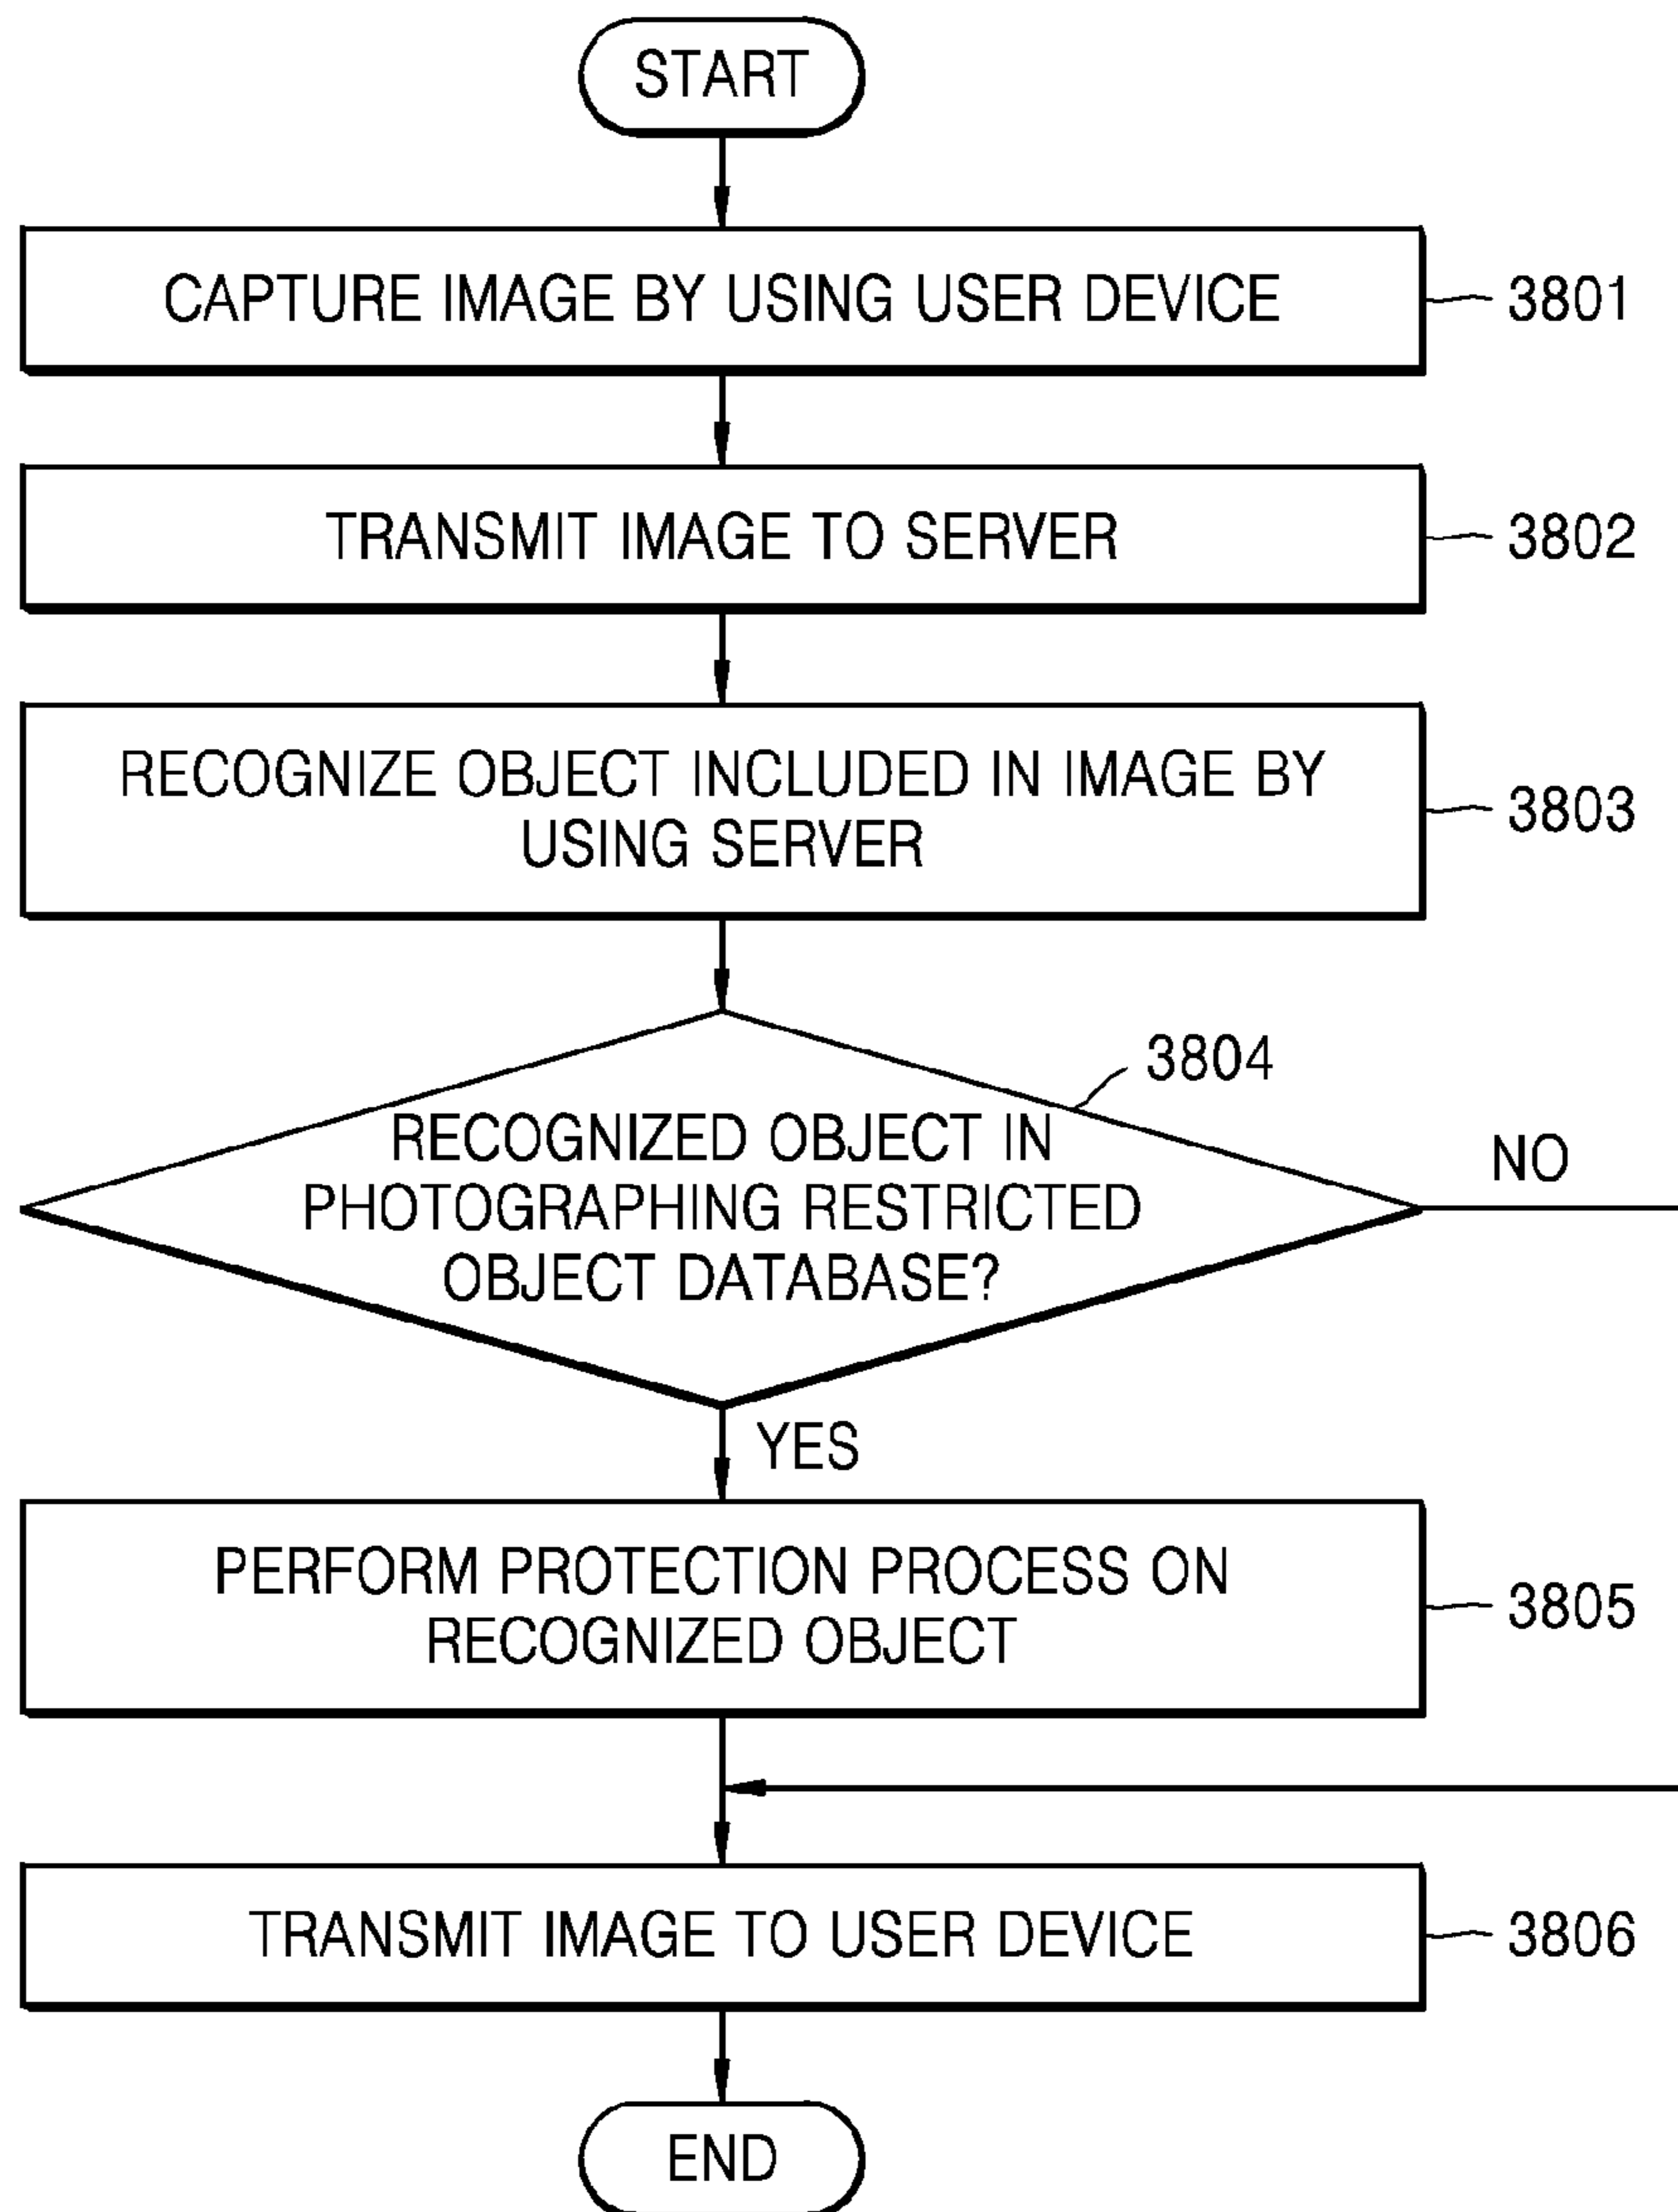 START
CAPTURE IMAGE BY USING USER DEVICE
3801
TRANSMIT IMAGE TO SERVER
3802
RECOGNIZE OBJECT INCLUDED IN IMAGE BY
USING SERVER
3803
3804
RECOGNIZED OBJECT IN
PHOTOGRAPHING RESTRICTED
OBJECT DATABASE?
NO
YES
PERFORM PROTECTION PROCESS ON
RECOGNIZED OBJECT
3805
TRANSMIT IMAGE TO USER DEVICE
3806
END